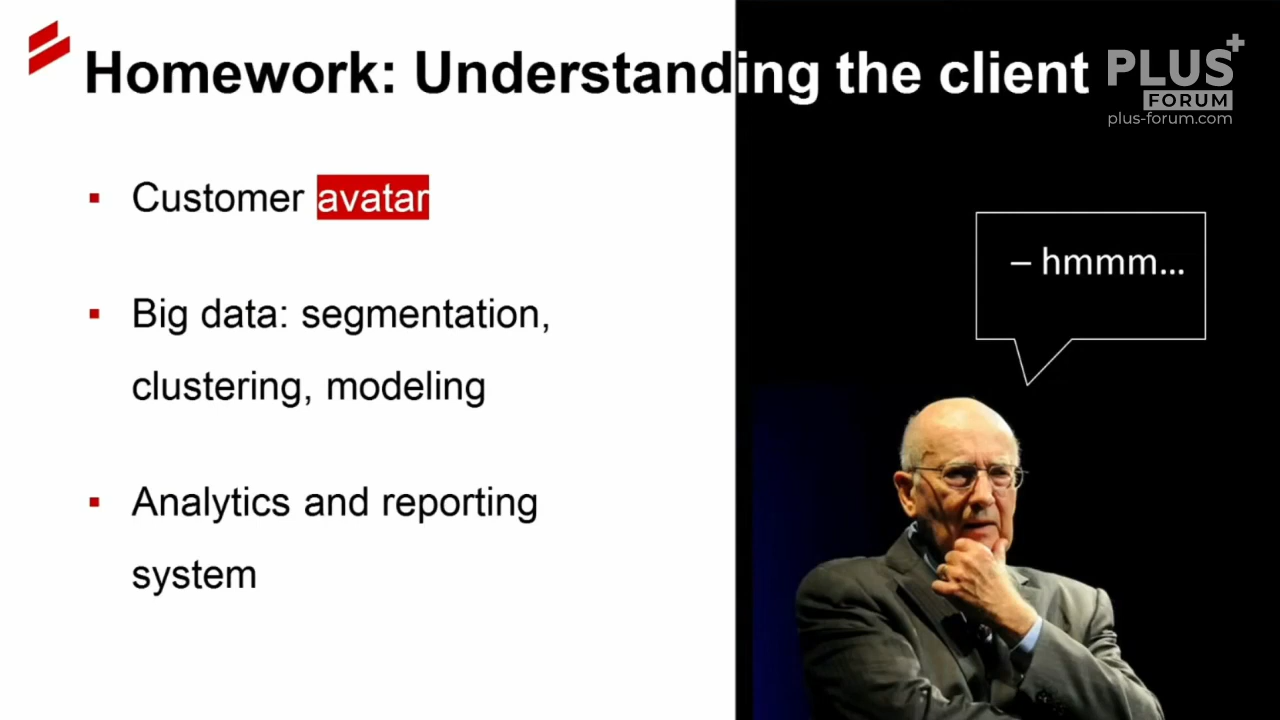 Homework: Understanding the client
PLUS+
FORUM
plus-forum.com
▪ Customer avatar
– hmmm...
▪ Big data: segmentation,
clustering, modeling
▪ Analytics and reporting
system